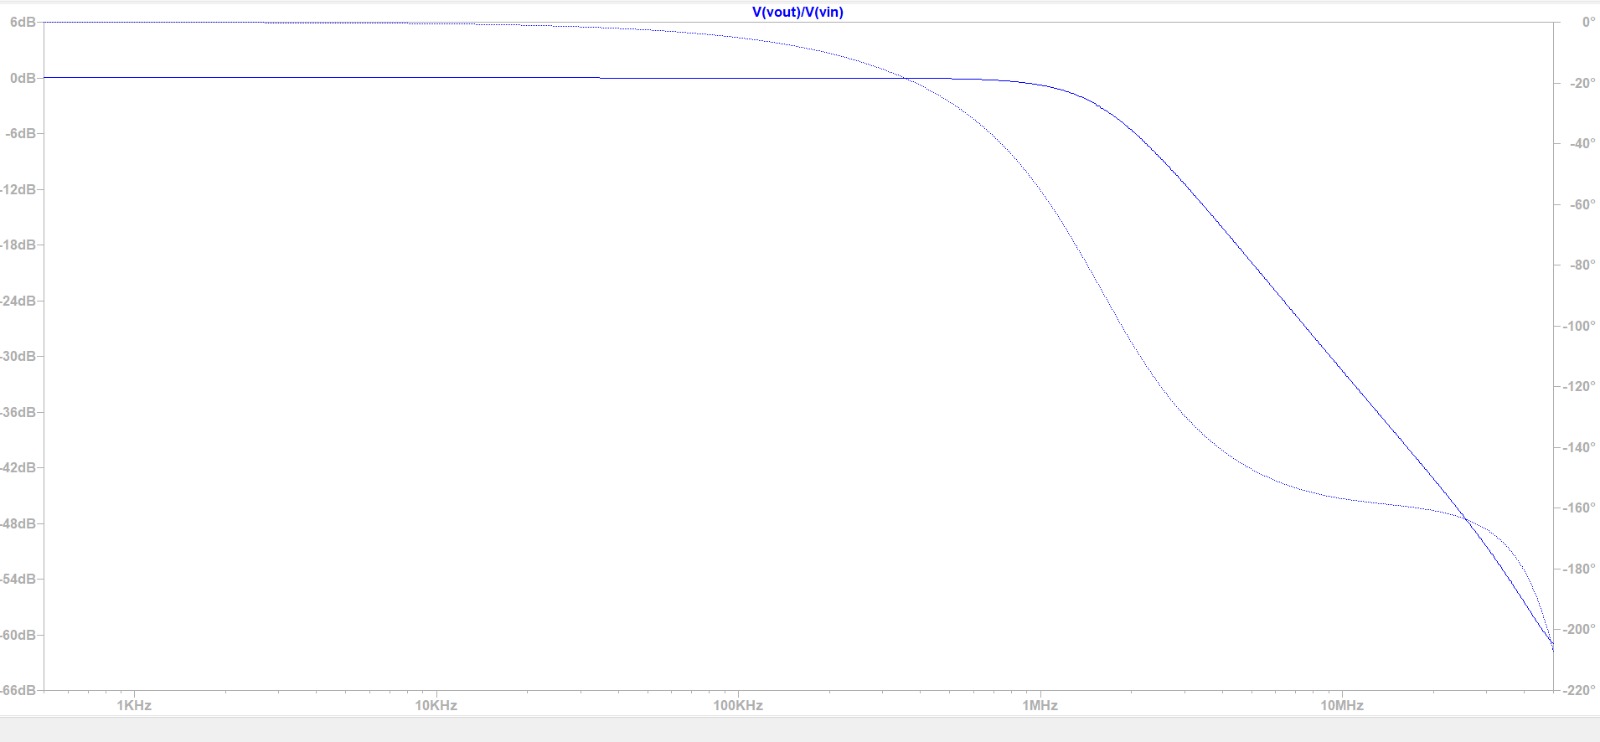 V(vout)/V(vin)
6dB
0dB
-6dB
-12dB
-18dB
-24dB
-30dB
-36dB
-42dB
-48dB
-54dB
-60dB
-66dB
0°
-20°
-40°
-60°
-80°
-100°
-120°
-140°
-160°
-180°
-200°
-220°
1KHz
10KHz
100KHz
1MHz
10MHz